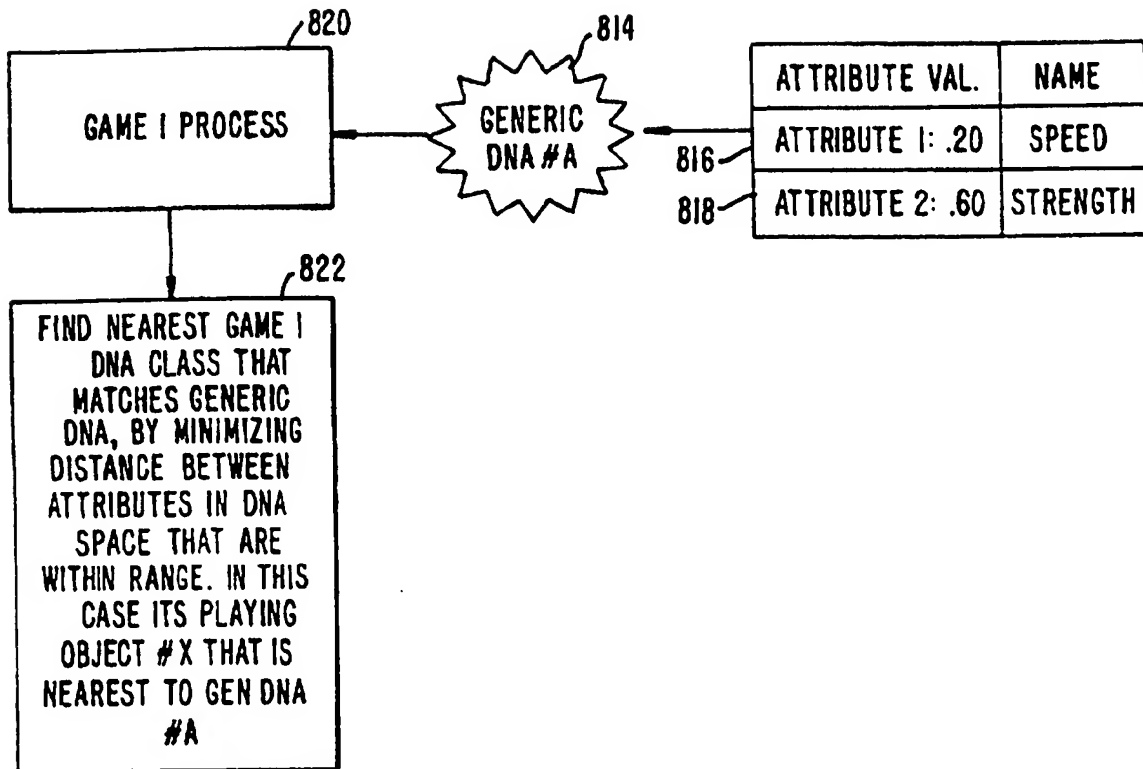 820
GAME 1 PROCESS
814
GENERIC
DNA #A
ATTRIBUTE VAL. NAME
816 ATTRIBUTE 1: .20 SPEED
818 ATTRIBUTE 2: .60 STRENGTH
822
FIND NEAREST GAME 1
DNA CLASS THAT
MATCHES GENERIC
DNA, BY MINIMIZING
DISTANCE BETWEEN
ATTRIBUTES IN DNA
SPACE THAT ARE
WITHIN RANGE. IN THIS
CASE ITS PLAYING
OBJECT #X THAT IS
NEAREST TO GEN DNA
#A